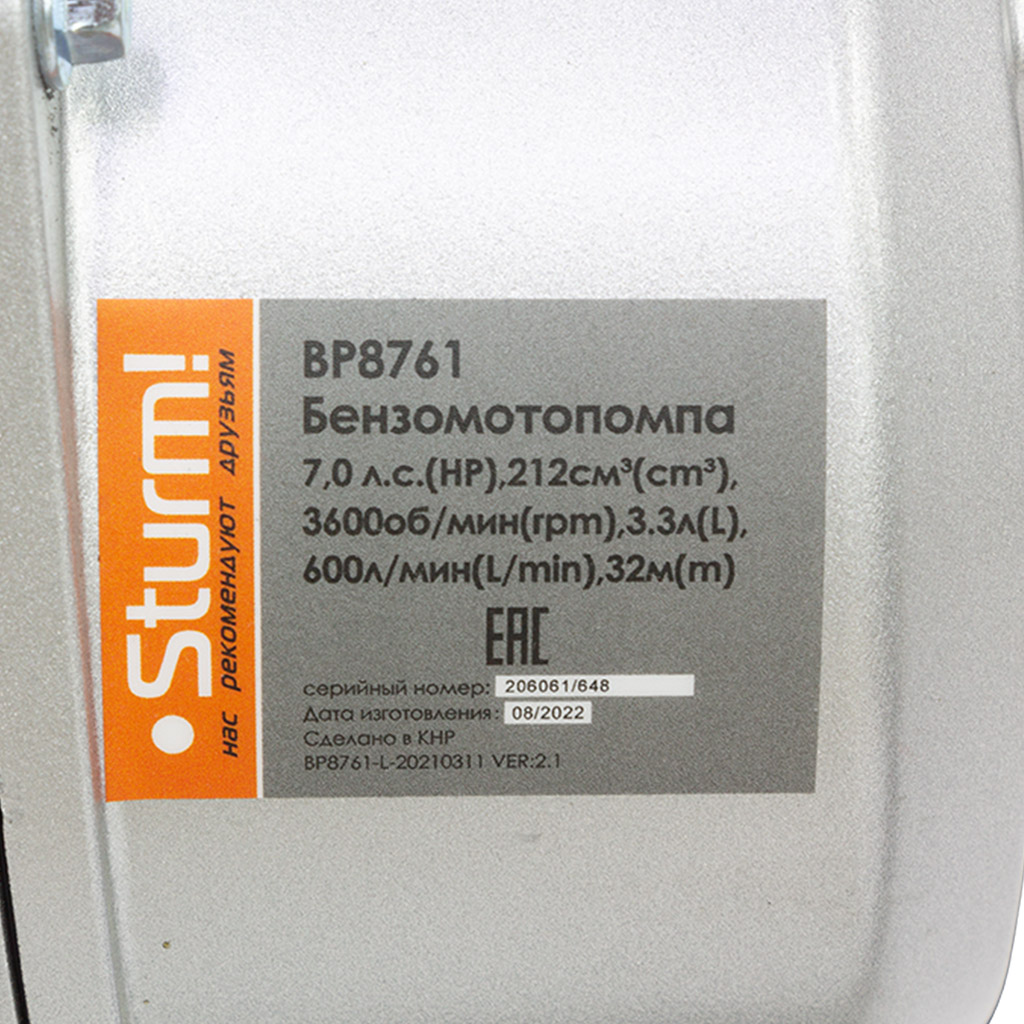 Sturm!
нас рекомендуют друзьям
BP8761
Бензомотопомпа
7,0 л.с.(HP),212см³(cm³),
3600об/мин(rpm),3.3л(L),
600л/мин(L/min),32м(m)
EAC
серийный номер: 206061/648
Дата изготовления: 08/2022
Сделано в КНР
BP8761-L-20210311 VER:2.1